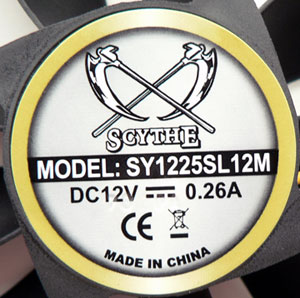 SCYTHE
MODEL: SY1225SL12M
DC12V ⎓ 0.26A
CE
MADE IN CHINA